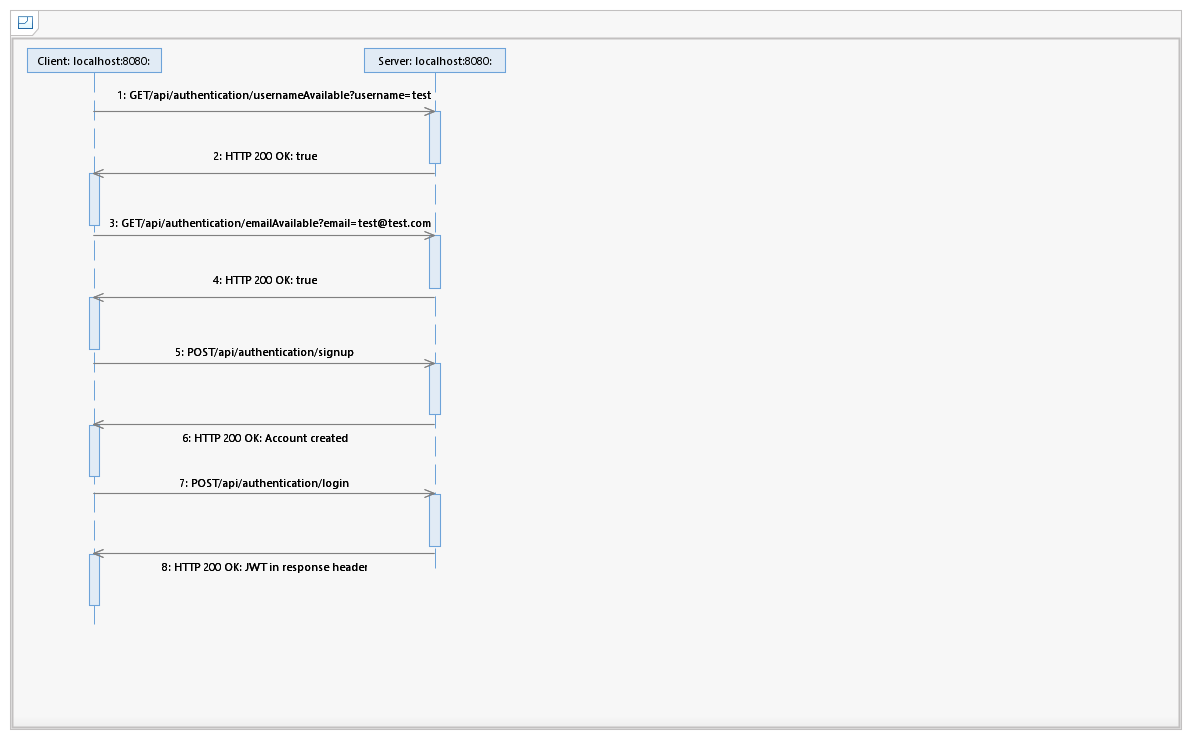 Client: localhost:8080:
Server: localhost:8080:
1: GET/api/authentication/usernameAvailable?username=test
2: HTTP 200 OK: true
3: GET/api/authentication/emailAvailable?email=test@test.com
4: HTTP 200 OK: true
5: POST/api/authentication/signup
6: HTTP 200 OK: Account created
7: POST/api/authentication/login
8: HTTP 200 OK: JWT in response header